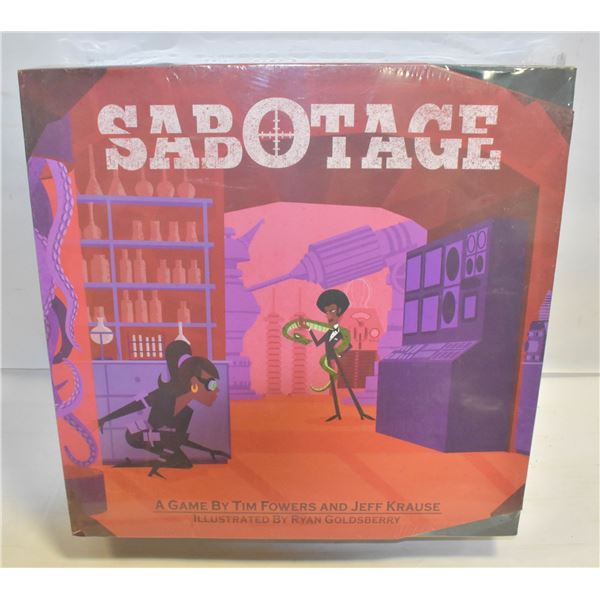 SABOTAGE
A GAME BY TIM FOWERS AND JEFF KRAUSE
ILLUSTRATED BY RYAN GOLDSBERRY